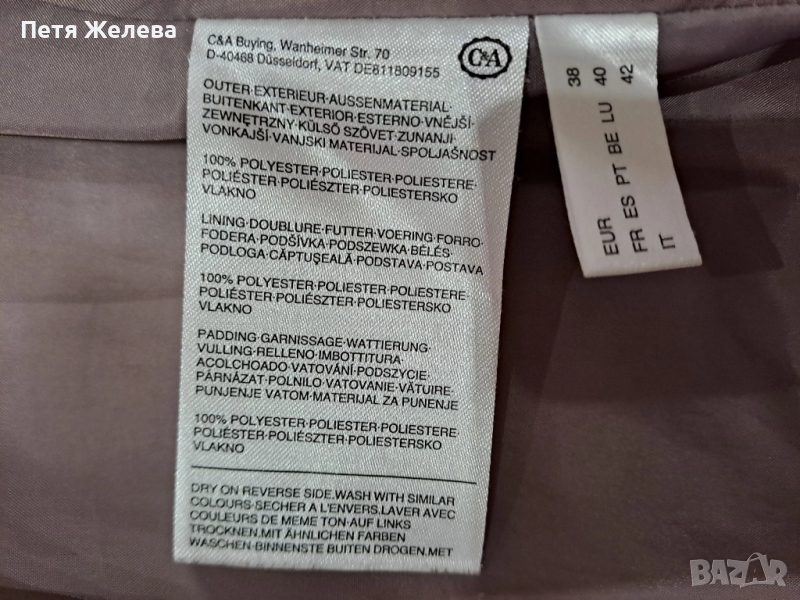 Петя Желева
C&A Buying, Wanheimer Str. 70
D-40468 Düsseldorf, VAT DE811809155
C&A
OUTER·EXTERIEUR·AUSSENMATERIAL·
BUITENKANT·EXTERIOR·ESTERNO·VNĚJŠÍ·
ZEWNĘTRZNY·KÜLSŐ SZÖVET·ZUNANJI·
VONKAJŠÍ·VANJSKI MATERIJAL·SPOLJAŠNOST
100% POLYESTER·POLIESTER·POLIESTERE·
POLIÉSTER·POLIÉSZTER·POLIESTERSKO
VLAKNO
LINING·DOUBLURE·FUTTER·VOERING·FORRO·
FODERA·PODŠÍVKA·PODSZEWKA·BÉLÉS·
PODLOGA·CĂPTUŞEALĂ·PODSTAVA·POSTAVA
100% POLYESTER·POLIESTER·POLIESTERE·
POLIÉSTER·POLIÉSZTER·POLIESTERSKO
VLAKNO
PADDING·GARNISSAGE·WATTIERUNG·
VULLING·RELLENO·IMBOTTITURA·
ACOLCHOADO·VATOVÁNÍ·PODSZYCIE·
PÁRNÁZAT·POLNILO·VATOVANIE·VĂTUIRE·
PUNJENJE VATOM·MATERIJAL ZA PUNENJE
100% POLYESTER·POLIESTER·POLIESTERE·
POLIÉSTER·POLIÉSZTER·POLIESTERSKO
VLAKNO
DRY ON REVERSE SIDE.WASH WITH SIMILAR
COLOURS·SECHER A L'ENVERS.LAVER AVEC
COULEURS DE MEME TON·AUF LINKS
TROCKNEN.MIT ÄHNLICHEN FARBEN
WASCHEN·BINNENSTE BUITEN DROGEN.MET
EUR 38
FR ES PT BE LU 40
IT 42
BAZAR